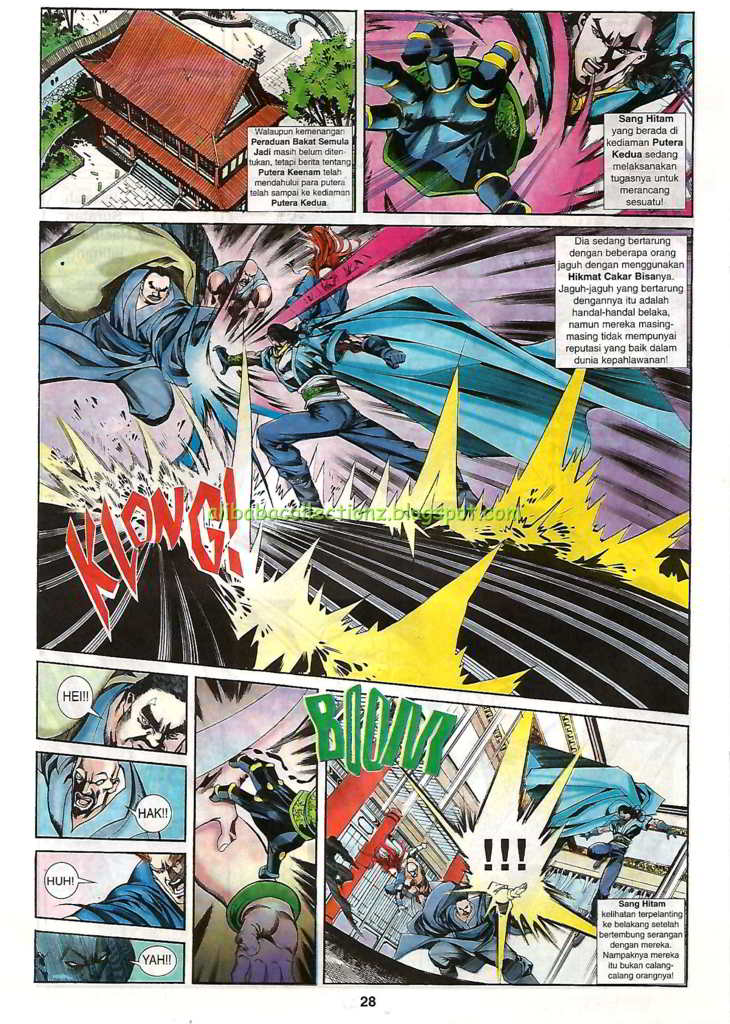 Walaupun kemenangan
Peraduan Bakat Semula
Jadi masih belum diten-
tukan, tetapi berita tentang
Putera Keenam telah
mendahului para putera
telah sampai ke kediaman
Putera Kedua.
Sang Hitam
yang berada di
kediaman Putera
Kedua sedang
melaksanakan
tugasnya untuk
merancang
sesuatu!
Dia sedang bertarung
dengan beberapa orang
jaguh dengan menggunakan
Hikmat Cakar Bisanya.
Jaguh-jaguh yang bertarung
dengannya itu adalah
handal-handal belaka,
namun mereka masing-
masing tidak mempunyai
reputasi yang baik dalam
dunia kepahlawanan!
KLONG!
alibabacollectionz.blogspot.com
HEI!!!
HAK!!
HUH!
YAH!!
BOOM
!!!
Sang Hitam
kelihatan terpelanting
ke belakang setelah
bertembung serangan
dengan mereka.
Nampaknya mereka
itu bukan calang-
calang orangnya!
28